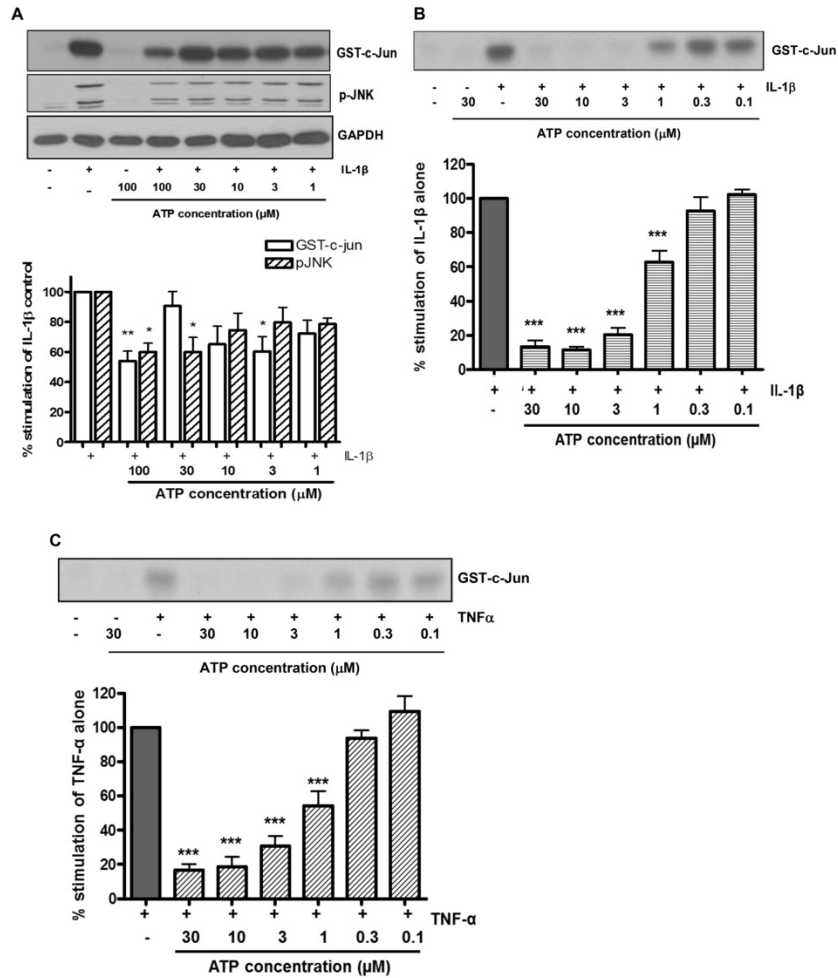 A
GST-c-Jun
p-JNK
GAPDH
- + - + + + + + IL-1β
- - 100 100 30 10 3 1
ATP concentration (µM)
GST-c-jun
pJNK
% stimulation of IL-1β control
100
80
60
40
20
0
** * * *
+ + + + + + IL-1β
100 30 10 3 1
ATP concentration (µM)
B
GST-c-Jun
- - + + + + + + + IL-1β
- 30 - 30 10 3 1 0.3 0.1
ATP concentration (µM)
% stimulation of IL-1β alone
120
100
80
60
40
20
0
*** *** *** ***
+ + + + + + + IL-1β
- 30 10 3 1 0.3 0.1
ATP concentration (µM)
C
GST-c-Jun
- - + + + + + + + TNFα
- 30 - 30 10 3 1 0.3 0.1
ATP concentration (µM)
% stimulation of TNF-α alone
120
100
80
60
40
20
0
*** *** *** ***
+ + + + + + + TNF-α
- 30 10 3 1 0.3 0.1
ATP concentration (µM)